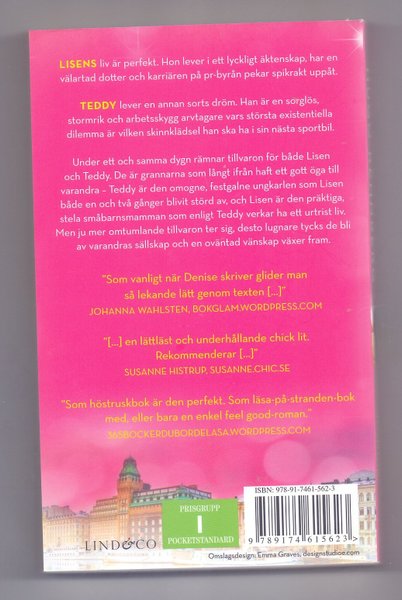 LISENS liv är perfekt. Hon lever i ett lyckligt äktenskap, har en
välartad dotter och karriären på pr-byrån pekar spikrakt uppåt.
TEDDY lever en annan sorts dröm. Han är en sorglös,
stormrik och arbetsskygg arvtagare vars största existentiella
dilemma är vilken skinnklädsel han ska ha i sin nästa sportbil.
Under ett och samma dygn rämnar tillvaron för både Lisen
och Teddy. De är grannarna som långt ifrån haft ett gott öga till
varandra – Teddy är den omogne, festgalne ungkarlen som Lisen
både en och två gånger blivit störd av, och Lisen är den präktiga,
stela småbarnsmamman som enligt Teddy verkar ha ett urtrist liv.
Men ju mer omtumlande tillvaron ter sig, desto lugnare tycks de bli
av varandras sällskap och en oväntad vänskap växer fram.
"Som vanligt när Denise skriver glider man
så lekande lätt genom texten [...]"
JOHANNA WAHLSTEN, BOKGLAM.WORDPRESS.COM
"[...] en lättläst och underhållande chick lit.
Rekommenderar [...]"
SUSANNE HISTRUP, SUSANNE.CHIC.SE
"Som höstruskbok är den perfekt. Som läsa-på-stranden-bok
med, eller bara en enkel feel good-roman."
365BOCKERDUBORDELASA.WORDPRESS.COM
ISBN: 978-91-7461-562-3
9 789174 615623
PRISGRUPP
1
POCKETSTANDARD
LIND&CO
Omslagsdesign: Emma Graves, designstudioe.com